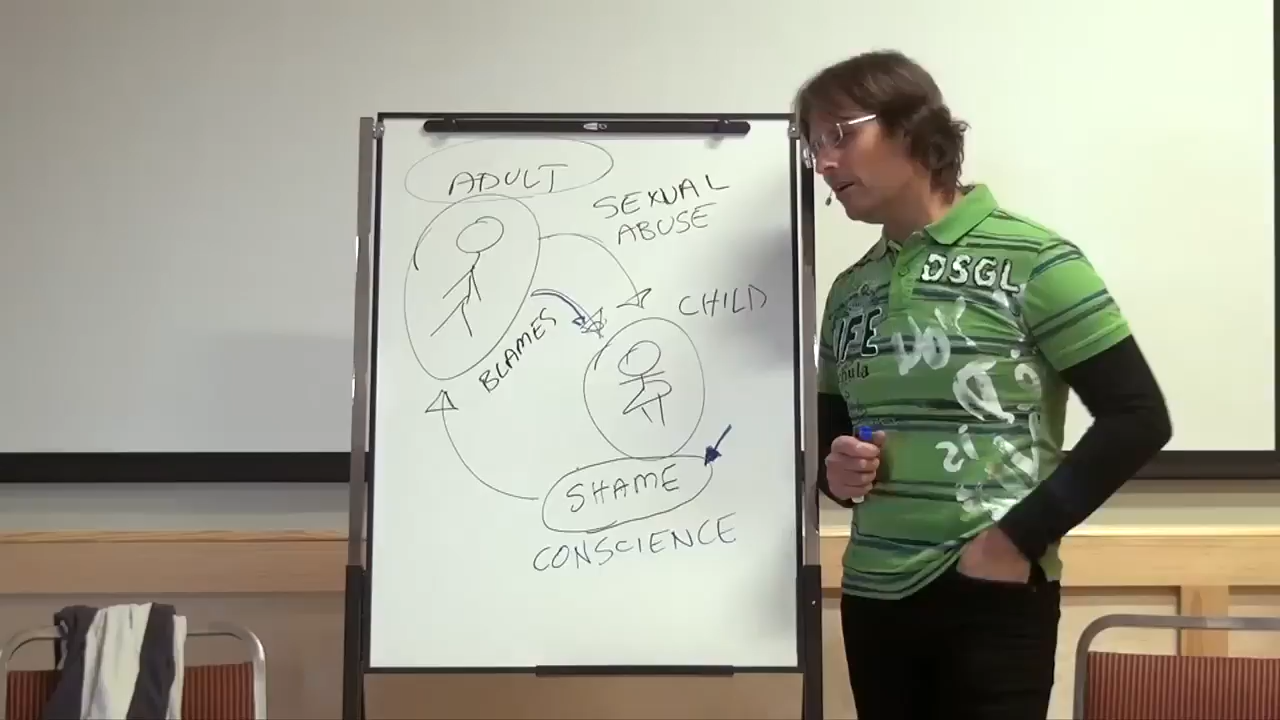 ADULT
SEXUAL
ABUSE
CHILD
BLAMES
SHAME
CONSCIENCE
DSGL